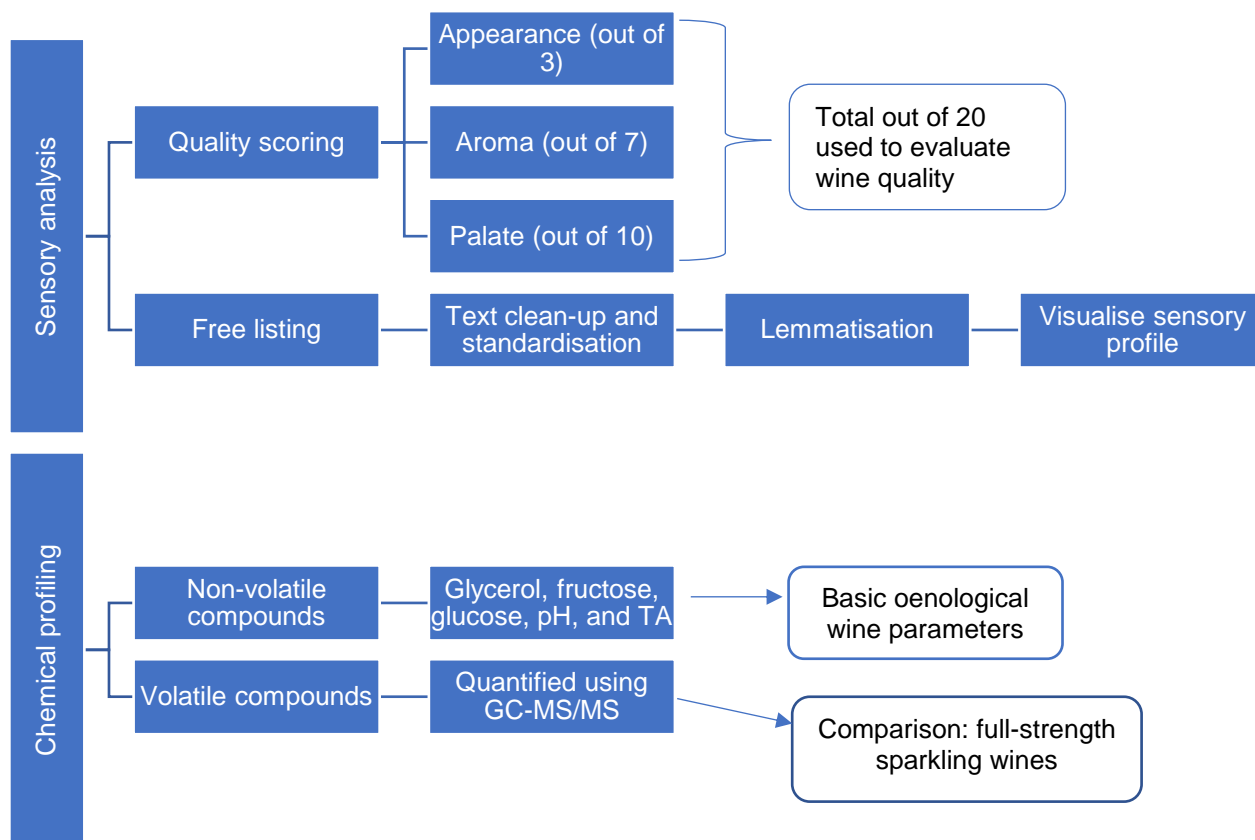 Sensory analysis
Quality scoring
Appearance (out of
3)
Aroma (out of 7)
Palate (out of 10)
Total out of 20
used to evaluate
wine quality
Free listing
Text clean-up and
standardisation
Lemmatisation
Visualise sensory
profile
Chemical profiling
Non-volatile
compounds
Glycerol, fructose,
glucose, pH, and TA
Basic oenological
wine parameters
Volatile compounds
Quantified using
GC-MS/MS
Comparison: full-strength
sparkling wines